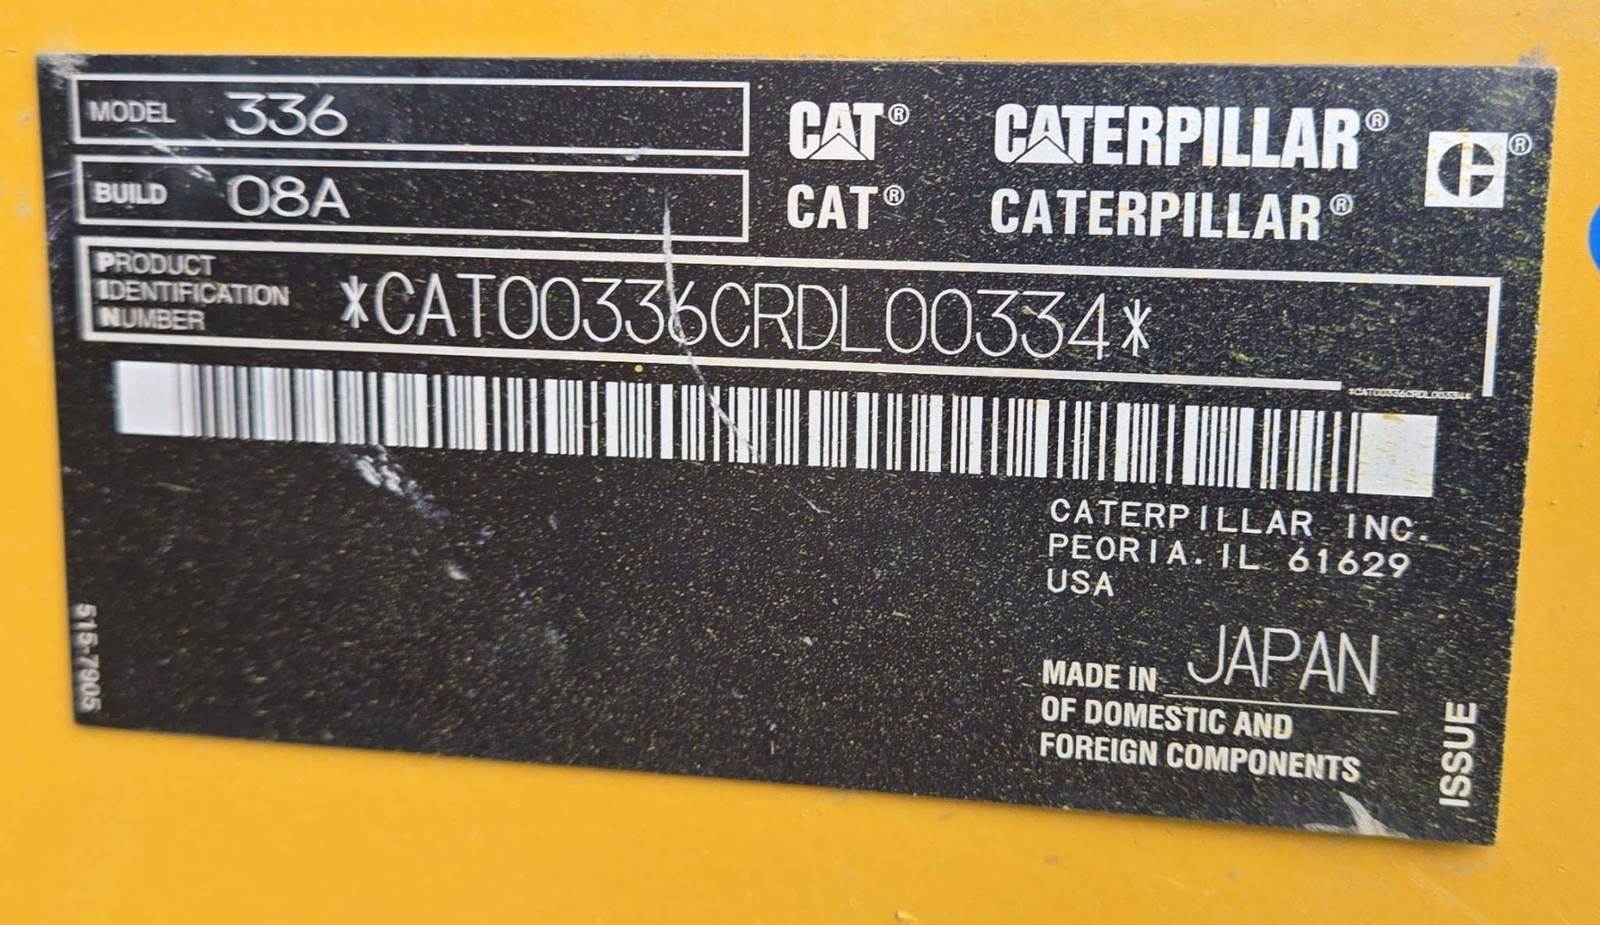 MODEL 336
BUILD 08A
CAT® CATERPILLAR® ®
CAT® CATERPILLAR®
PRODUCT
IDENTIFICATION
NUMBER
*CAT00336CRDL00334*
*CAT00336CRDL00334*
CATERPILLAR INC.
PEORIA. IL 61629
USA
MADE IN JAPAN
OF DOMESTIC AND
FOREIGN COMPONENTS
ISSUE
515-7905